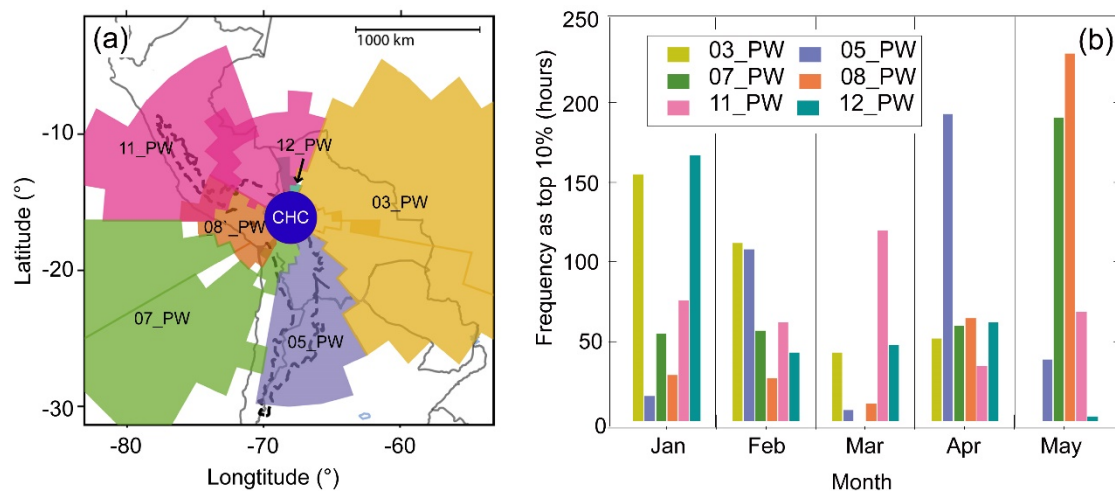 (a)
1000 km
-10
-20
-30
Latitude (°)
11_PW
12_PW
03_PW
CHC
08_PW
07_PW
05_PW
-80
-70
-60
Longtitude (°)
(b)
250
200
150
100
50
0
Frequency as top 10% (hours)
03_PW 05_PW
07_PW 08_PW
11_PW 12_PW
Jan Feb Mar Apr May
Month